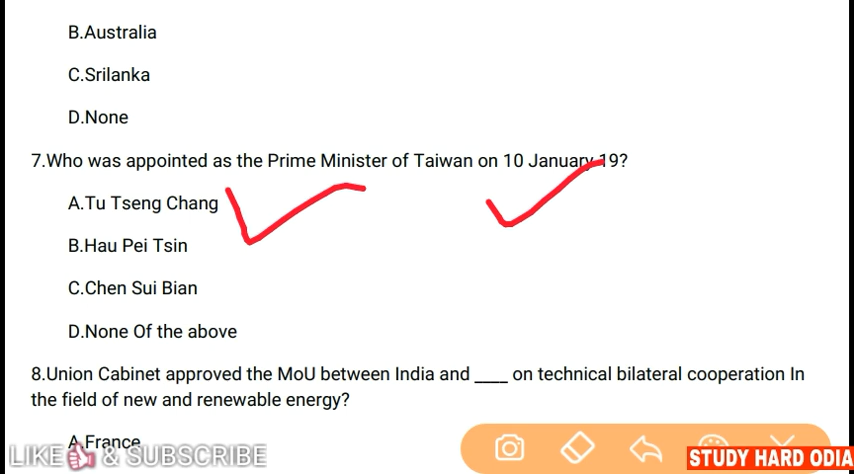 B.Australia
C.Srilanka
D.None
7.Who was appointed as the Prime Minister of Taiwan on 10 January 19?
A.Tu Tseng Chang
B.Hau Pei Tsin
C.Chen Sui Bian
D.None Of the above
8.Union Cabinet approved the MoU between India and ____ on technical bilateral cooperation In
the field of new and renewable energy?
A.France
LIKE & SUBSCRIBE
STUDY HARD ODIA